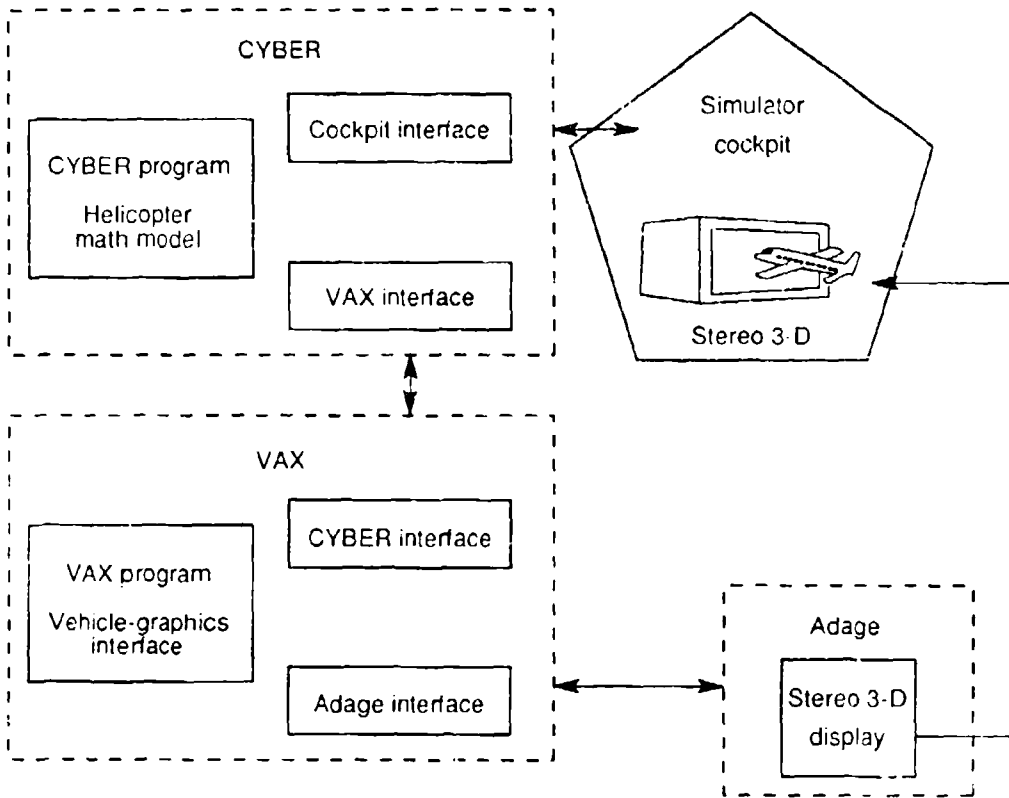 CYBER
CYBER program
Helicopter
math model
Cockpit interface
VAX interface
Simulator
cockpit
Stereo 3-D
VAX
VAX program
Vehicle-graphics
interface
CYBER interface
Adage interface
Adage
Stereo 3-D
display